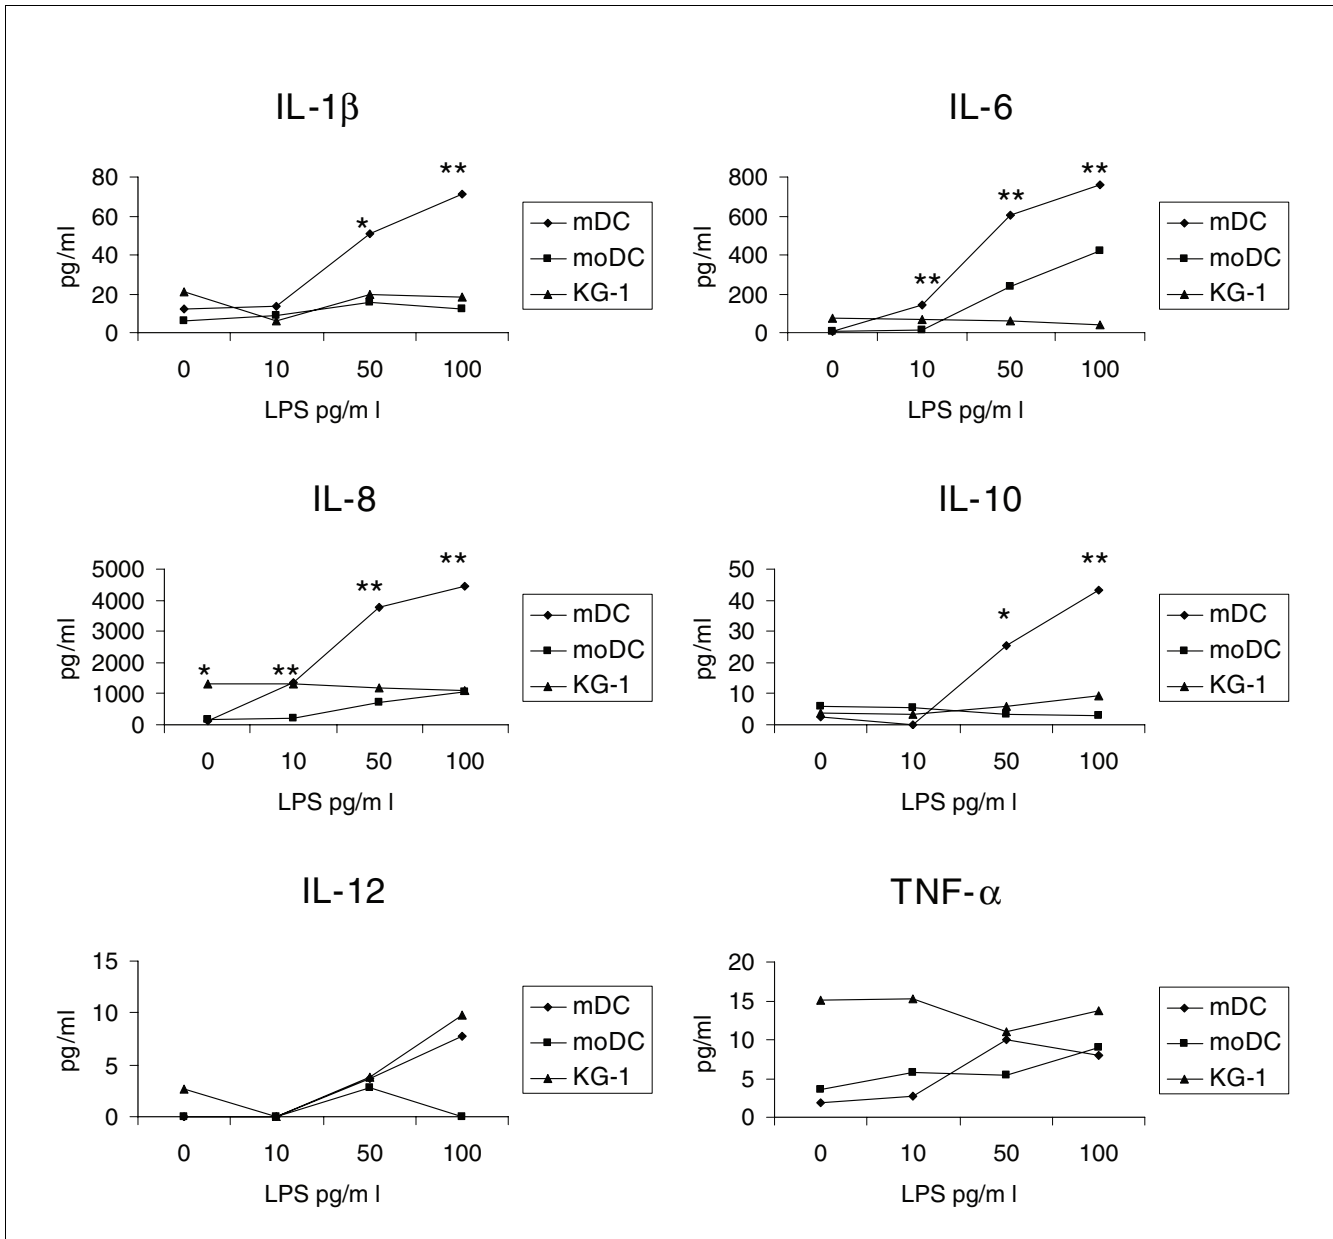 IL-1β
pg/ml
80
60
40
20
0
*
**
0 10 50 100
LPS pg/m l
mDC
moDC
KG-1
IL-6
pg/ml
800
600
400
200
0
**
**
**
0 10 50 100
LPS pg/m l
mDC
moDC
KG-1
IL-8
pg/ml
5000
4000
3000
2000
1000
0
*
**
**
**
0 10 50 100
LPS pg/m l
mDC
moDC
KG-1
IL-10
pg/ml
50
40
30
20
10
0
*
**
0 10 50 100
LPS pg/m l
mDC
moDC
KG-1
IL-12
pg/ml
15
10
5
0
0 10 50 100
LPS pg/m l
mDC
moDC
KG-1
TNF-α
pg/ml
20
15
10
5
0
0 10 50 100
LPS pg/m l
mDC
moDC
KG-1